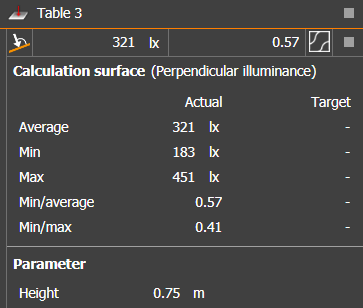 Table 3
321 lx 0.57
Calculation surface (Perpendicular illuminance)
Actual Target
Average 321 lx -
Min 183 lx -
Max 451 lx -
Min/average 0.57 -
Min/max 0.41 -
Parameter
Height 0.75 m